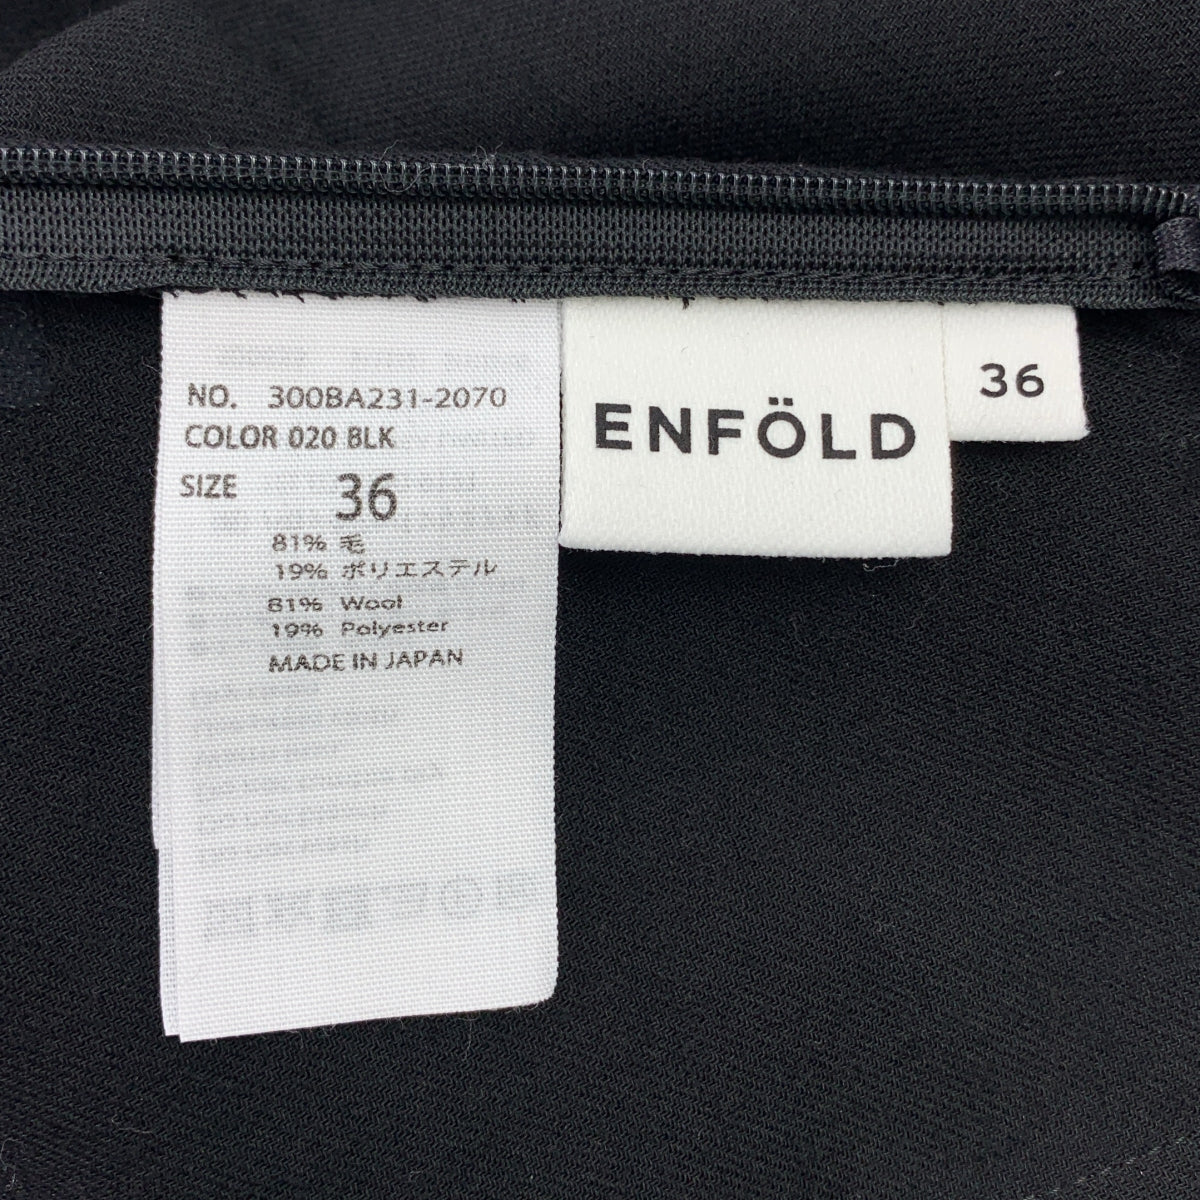 NO. 300BA231-2070
COLOR 020 BLK
SIZE 36
81% 毛
19% ポリエステル
81% Wool
19% Polyester
MADE IN JAPAN
ENFÖLD
36